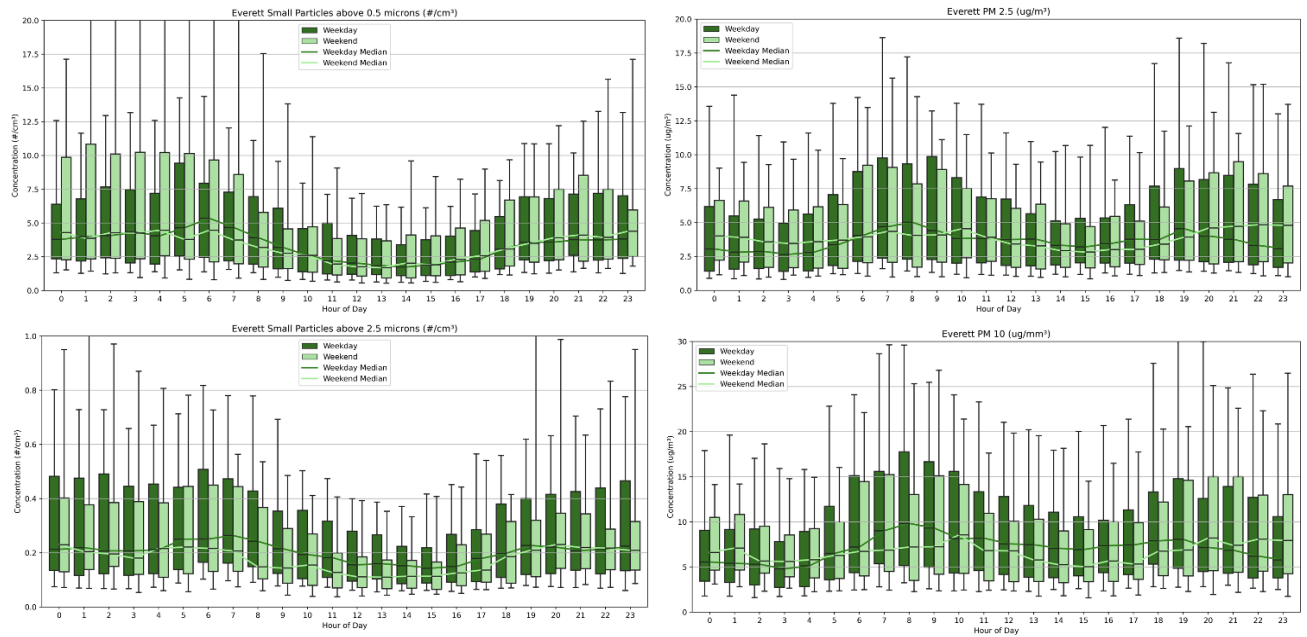 Everett Small Particles above 0.5 microns (#/cm³)
Concentration (#/cm³)
20.0
17.5
15.0
12.5
10.0
7.5
5.0
2.5
0.0
Weekday
Weekend
Weekday Median
Weekend Median
0 1 2 3 4 5 6 7 8 9 10 11 12 13 14 15 16 17 18 19 20 21 22 23
Hour of Day
Everett PM 2.5 (ug/m³)
Concentration (ug/m³)
20.0
17.5
15.0
12.5
10.0
7.5
5.0
2.5
0.0
Weekday
Weekend
Weekday Median
Weekend Median
0 1 2 3 4 5 6 7 8 9 10 11 12 13 14 15 16 17 18 19 20 21 22 23
Hour of Day
Everett Small Particles above 2.5 microns (#/cm³)
Concentration (#/cm³)
1.0
0.8
0.6
0.4
0.2
0.0
Weekday
Weekend
Weekday Median
Weekend Median
0 1 2 3 4 5 6 7 8 9 10 11 12 13 14 15 16 17 18 19 20 21 22 23
Hour of Day
Everett PM 10 (ug/mm³)
Concentration (ug/m³)
30
25
20
15
10
5
0
Weekday
Weekend
Weekday Median
Weekend Median
0 1 2 3 4 5 6 7 8 9 10 11 12 13 14 15 16 17 18 19 20 21 22 23
Hour of Day